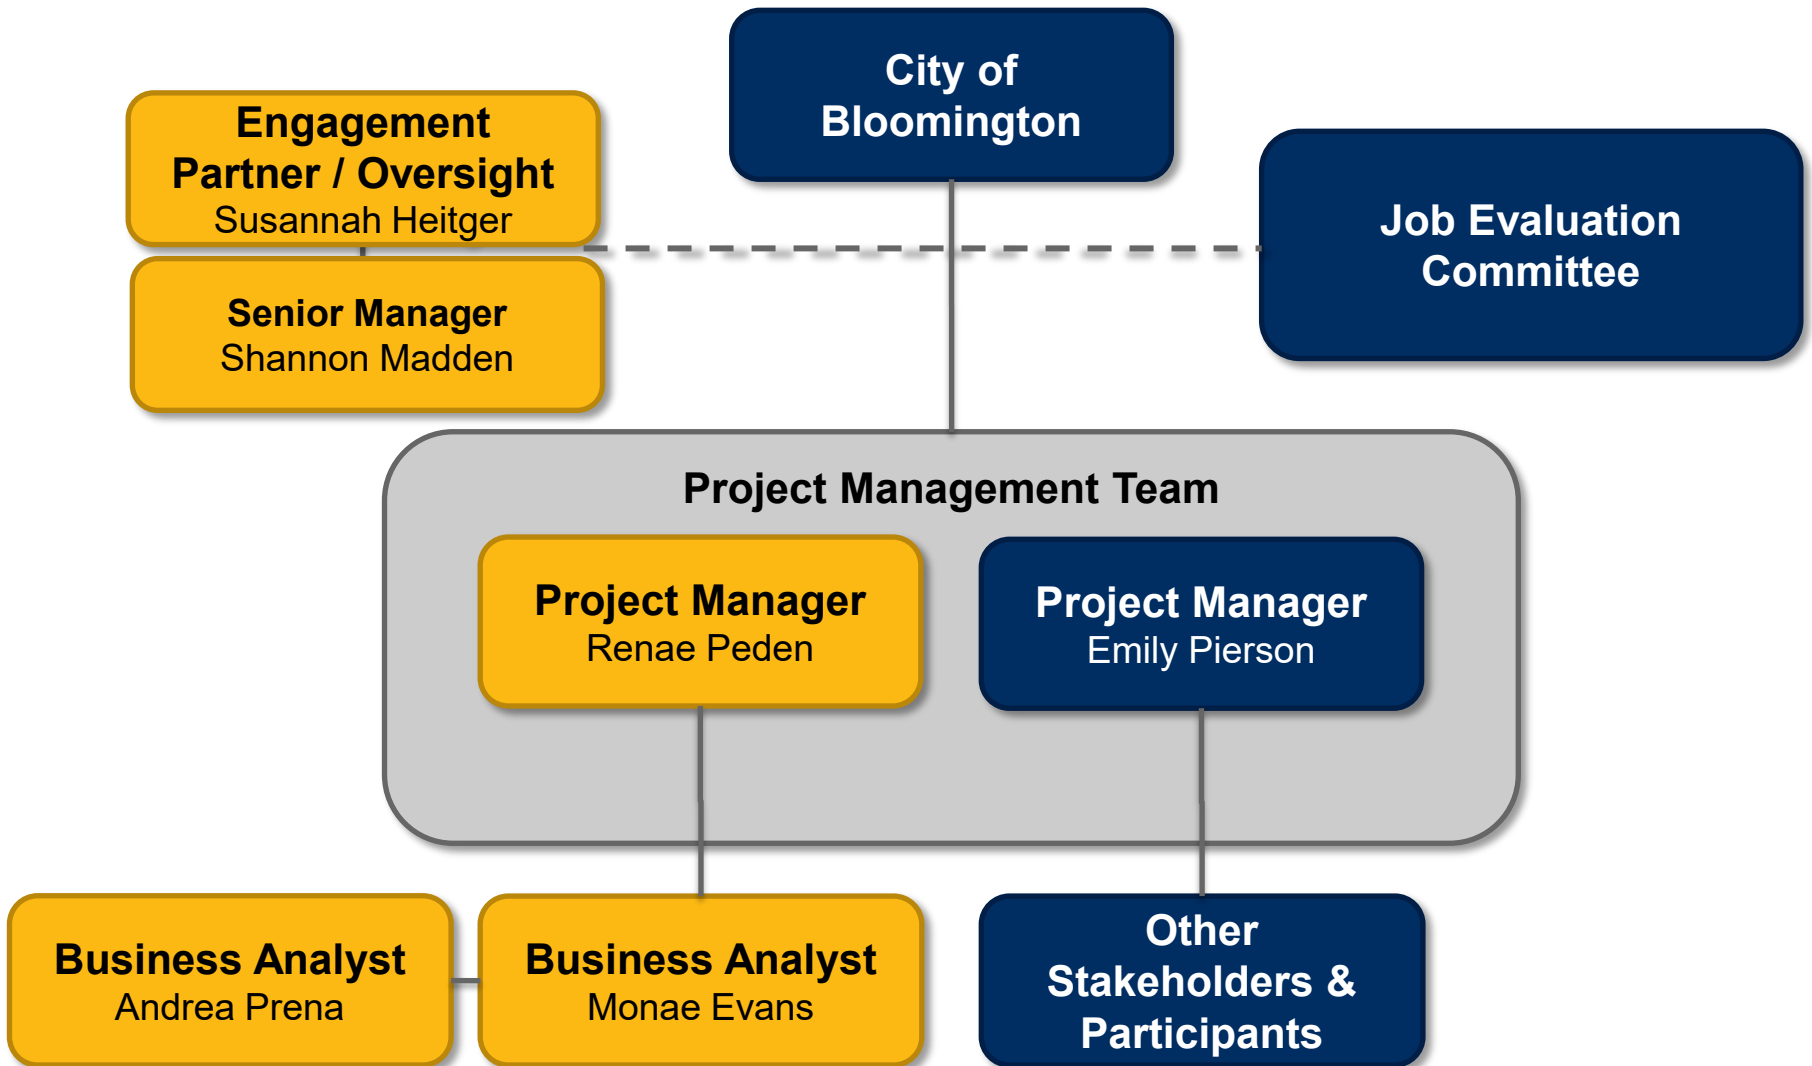 City of
Bloomington
Engagement
Partner / Oversight
Susannah Heitger
Senior Manager
Shannon Madden
Job Evaluation
Committee
Project Management Team
Project Manager
Renae Peden
Project Manager
Emily Pierson
Business Analyst
Andrea Prena
Business Analyst
Monae Evans
Other
Stakeholders &
Participants